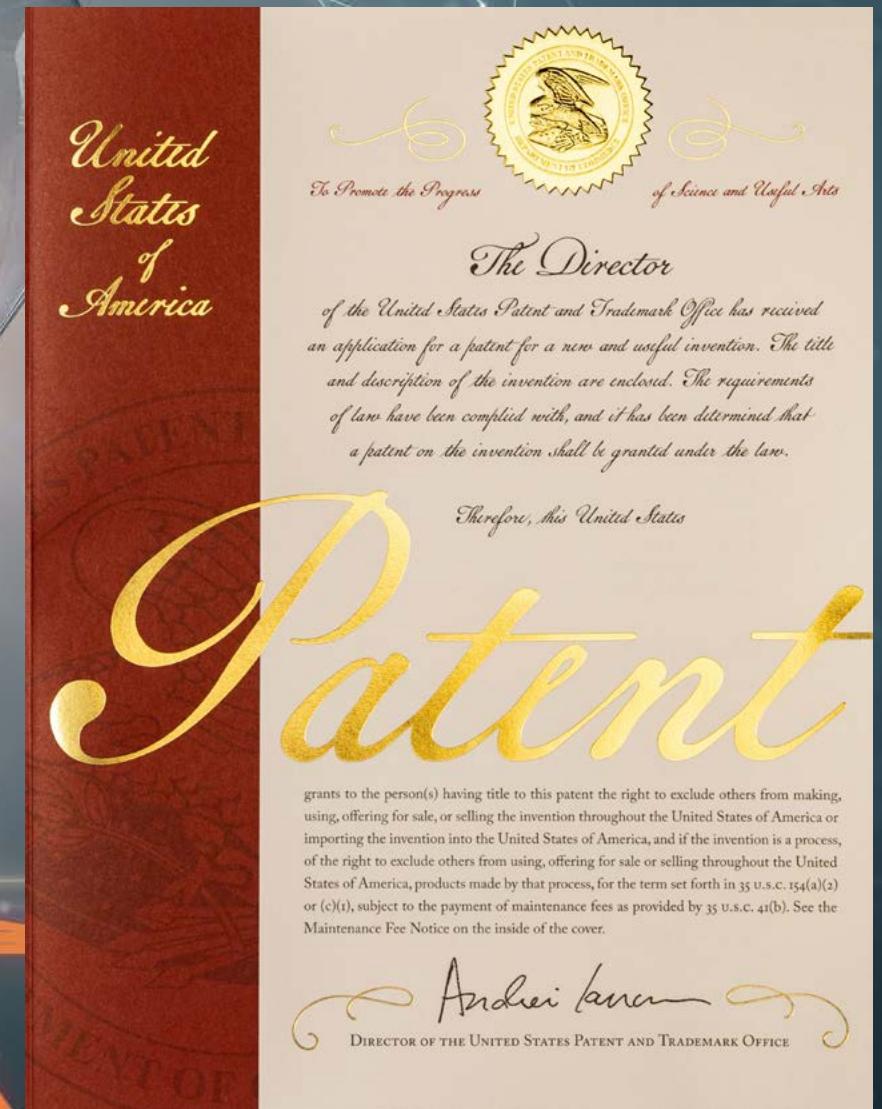 United
States
of
America
UNITED STATES PATENT AND TRADEMARK OFFICE
DEPARTMENT OF COMMERCE
To Promote the Progress
of Science and Useful Arts
The Director
of the United States Patent and Trademark Office has received
an application for a patent for a new and useful invention. The title
and description of the invention are enclosed. The requirements
of law have been complied with, and it has been determined that
a patent on the invention shall be granted under the law.
Therefore, this United States
Patent
grants to the person(s) having title to this patent the right to exclude others from making,
using, offering for sale, or selling the invention throughout the United States of America or
importing the invention into the United States of America, and if the invention is a process,
of the right to exclude others from using, offering for sale or selling throughout the United
States of America, products made by that process, for the term set forth in 35 U.S.C. 154(a)(2)
or (c)(1), subject to the payment of maintenance fees as provided by 35 U.S.C. 41(b). See the
Maintenance Fee Notice on the inside of the cover.
DIRECTOR OF THE UNITED STATES PATENT AND TRADEMARK OFFICE